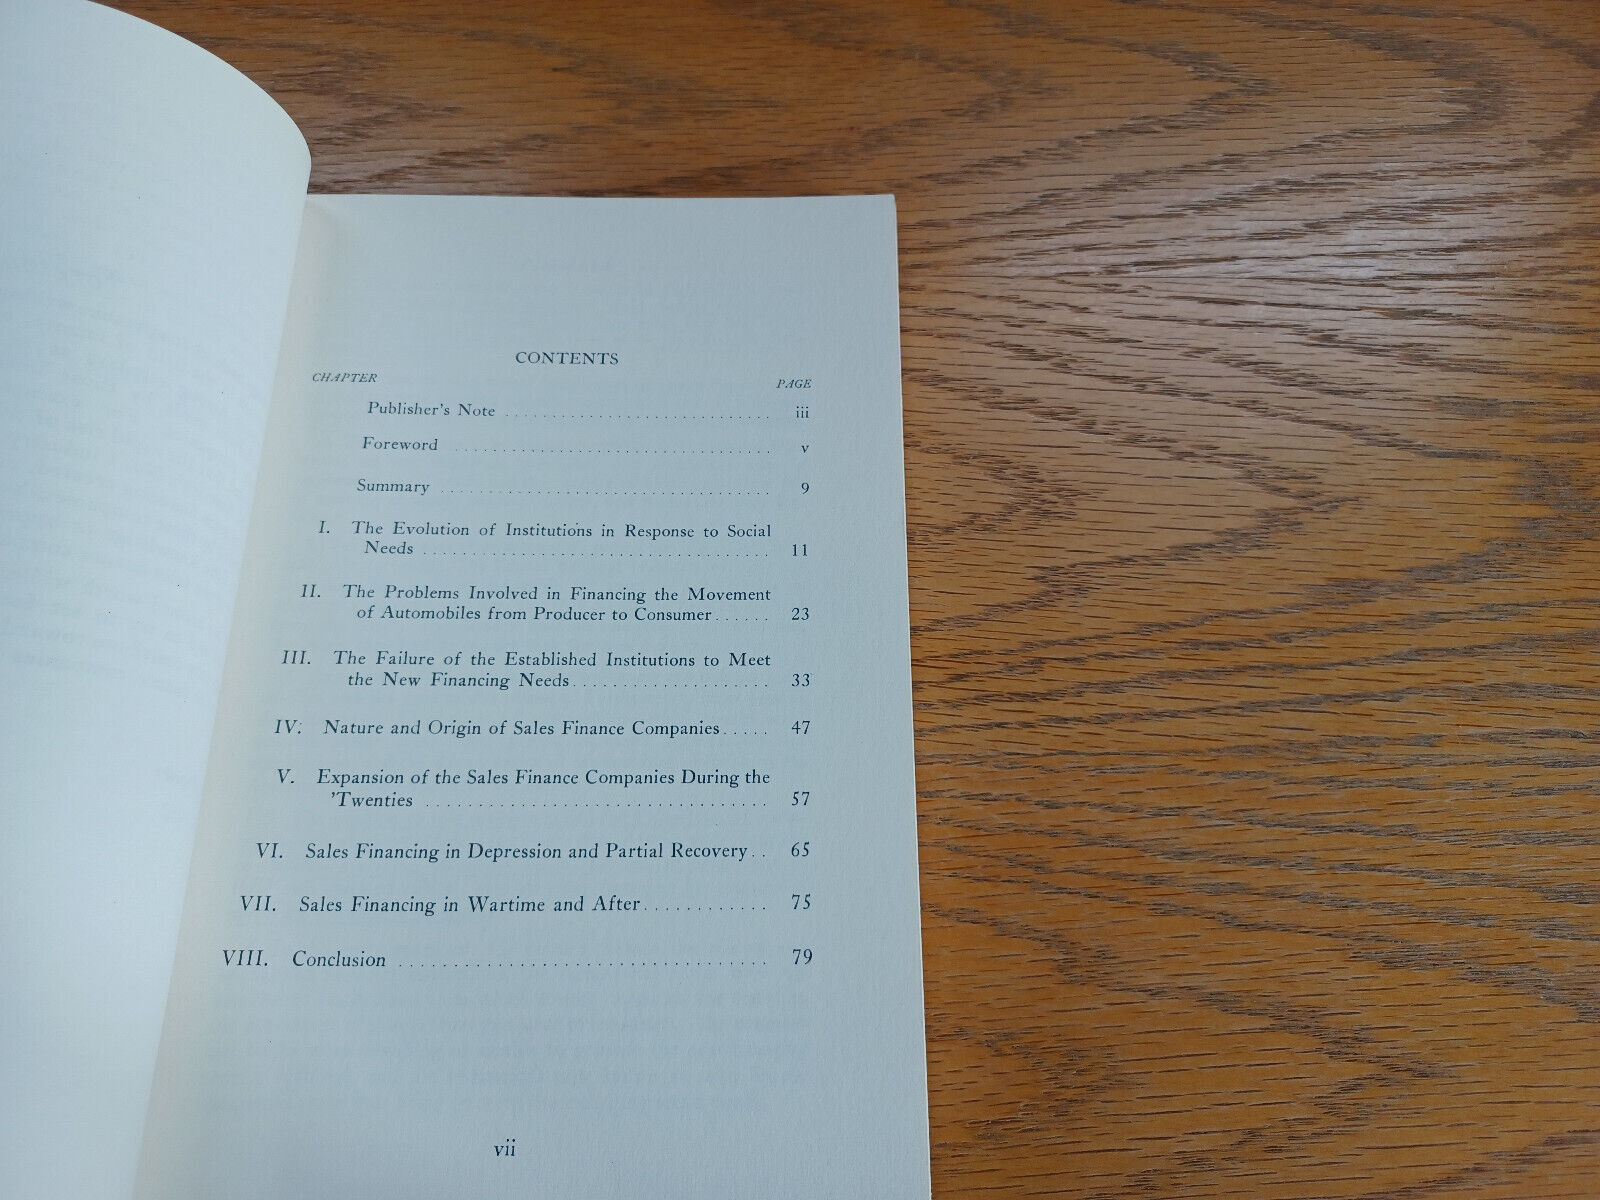 CONTENTS
CHAPTER PAGE
Publisher's Note ............................. iii
Foreword .................................. v
Summary ................................... 9
I. The Evolution of Institutions in Response to Social
Needs ..................................... 11
II. The Problems Involved in Financing the Movement
of Automobiles from Producer to Consumer...... 23
III. The Failure of the Established Institutions to Meet
the New Financing Needs.................... 33
IV. Nature and Origin of Sales Finance Companies..... 47
V. Expansion of the Sales Finance Companies During the
'Twenties .................................. 57
VI. Sales Financing in Depression and Partial Recovery.. 65
VII. Sales Financing in Wartime and After............ 75
VIII. Conclusion .................................. 79
vii